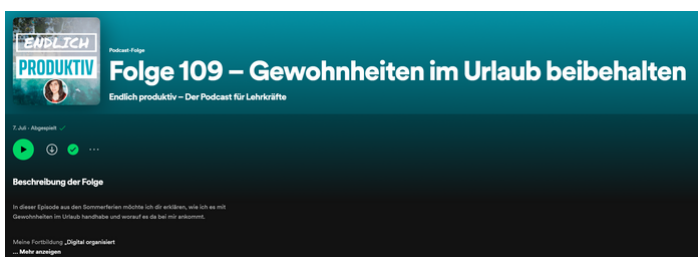 ENDLICH
PRODUKTIV
Podcast-Folge
Folge 109 – Gewohnheiten im Urlaub beibehalten
Endlich produktiv – Der Podcast für Lehrkräfte
7. Juli · Abgespielt
Beschreibung der Folge
In dieser Episode aus den Sommerferien möchte ich dir erklären, wie ich es mit
Gewohnheiten im Urlaub handhabe und worauf es da bei mir ankommt.
Meine Fortbildung „Digital organisiert
... Mehr anzeigen